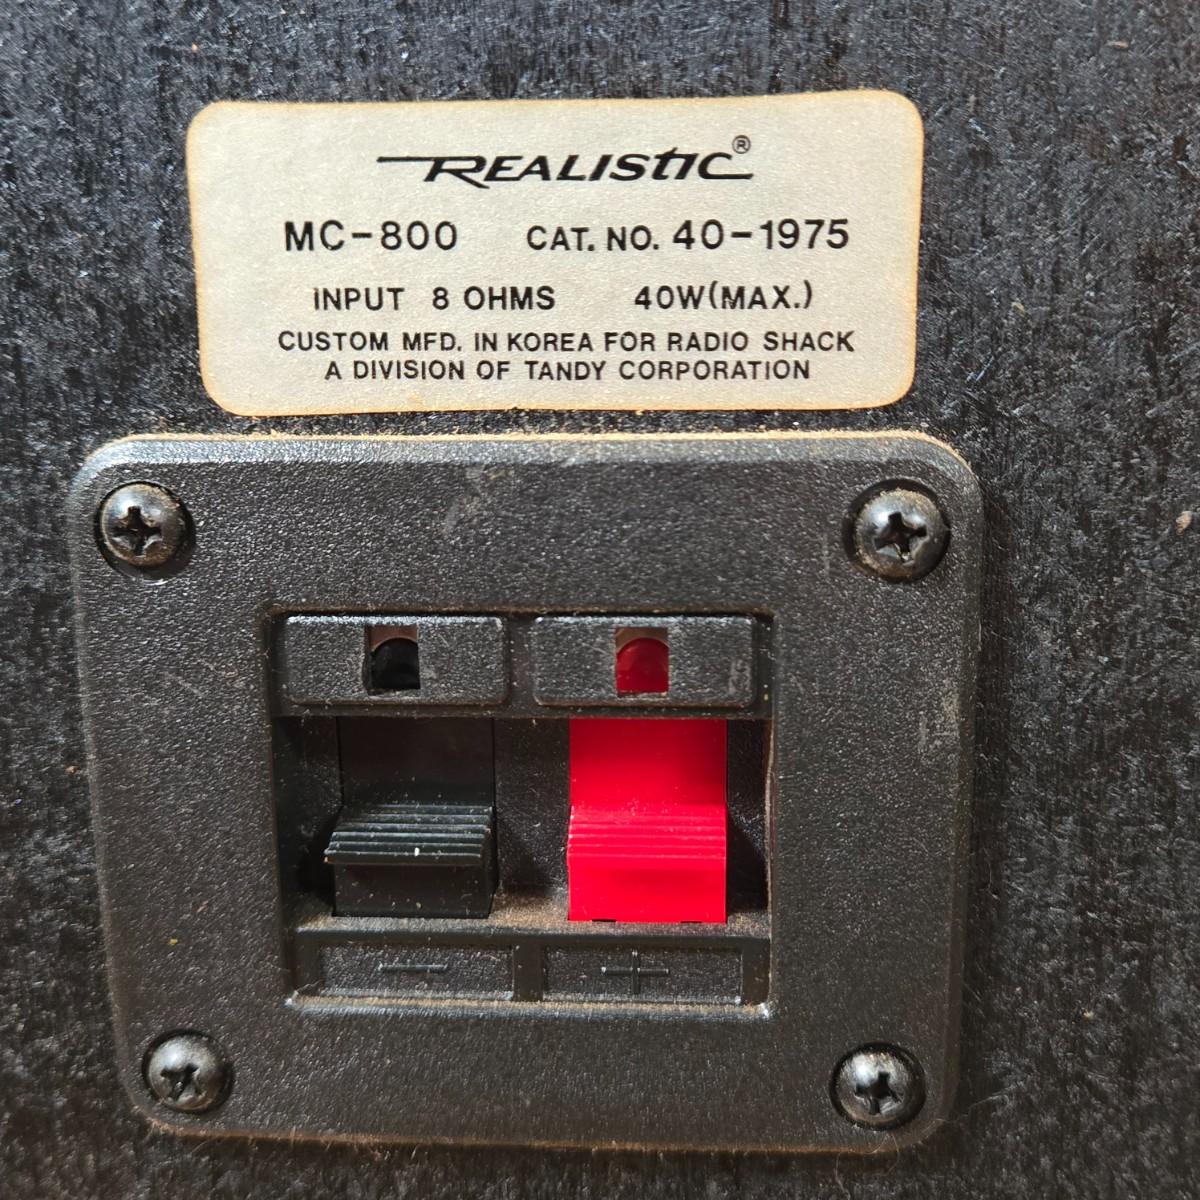 REALISTIC®
MC-800 CAT. NO. 40-1975
INPUT 8 OHMS 40W(MAX.)
CUSTOM MFD. IN KOREA FOR RADIO SHACK
A DIVISION OF TANDY CORPORATION
— +